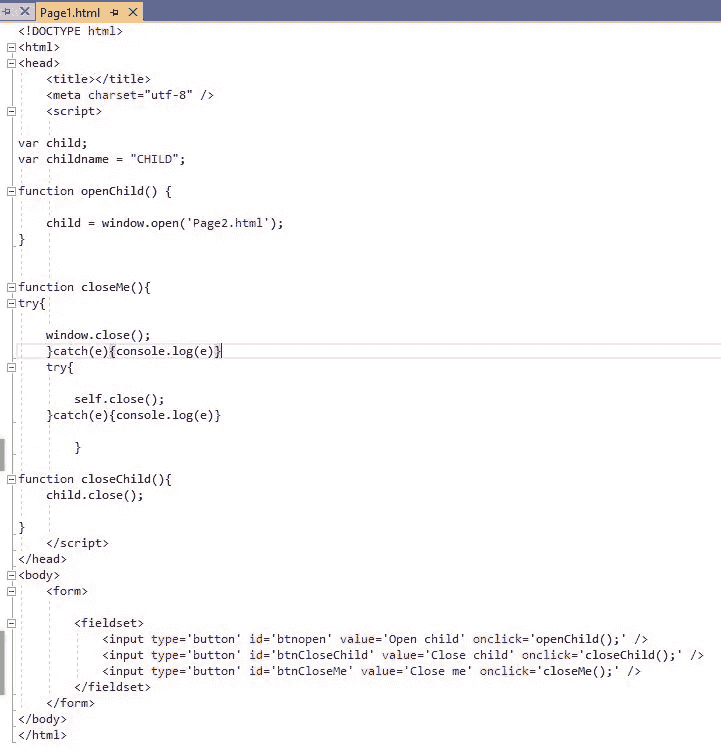 Page1.html
<!DOCTYPE html>
<html>
<head>
    <title></title>
    <meta charset="utf-8" />
    <script>
var child;
var childname = "CHILD";
function openChild() {
    child = window.open('Page2.html');
}
function closeMe(){
try{
    window.close();
    }catch(e){console.log(e)}
    try{
        self.close();
    }catch(e){console.log(e)}
        }
function closeChild(){
    child.close();
}
    </script>
</head>
<body>
    <form>
        <fieldset>
            <input type='button' id='btnopen' value='Open child' onclick='openChild();' />
            <input type='button' id='btnCloseChild' value='Close child' onclick='closeChild();' />
            <input type='button' id='btnCloseMe' value='Close me' onclick='closeMe();' />
        </fieldset>
    </form>
</body>
</html>